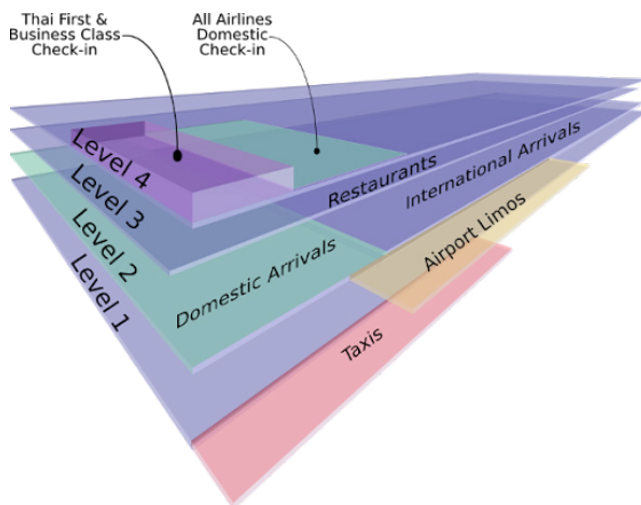 Thai First &
Business Class
Check-in
All Airlines
Domestic
Check-in
Level 4
Level 3
Level 2
Level 1
Restaurants
International Arrivals
Domestic Arrivals
Airport Limos
Taxis